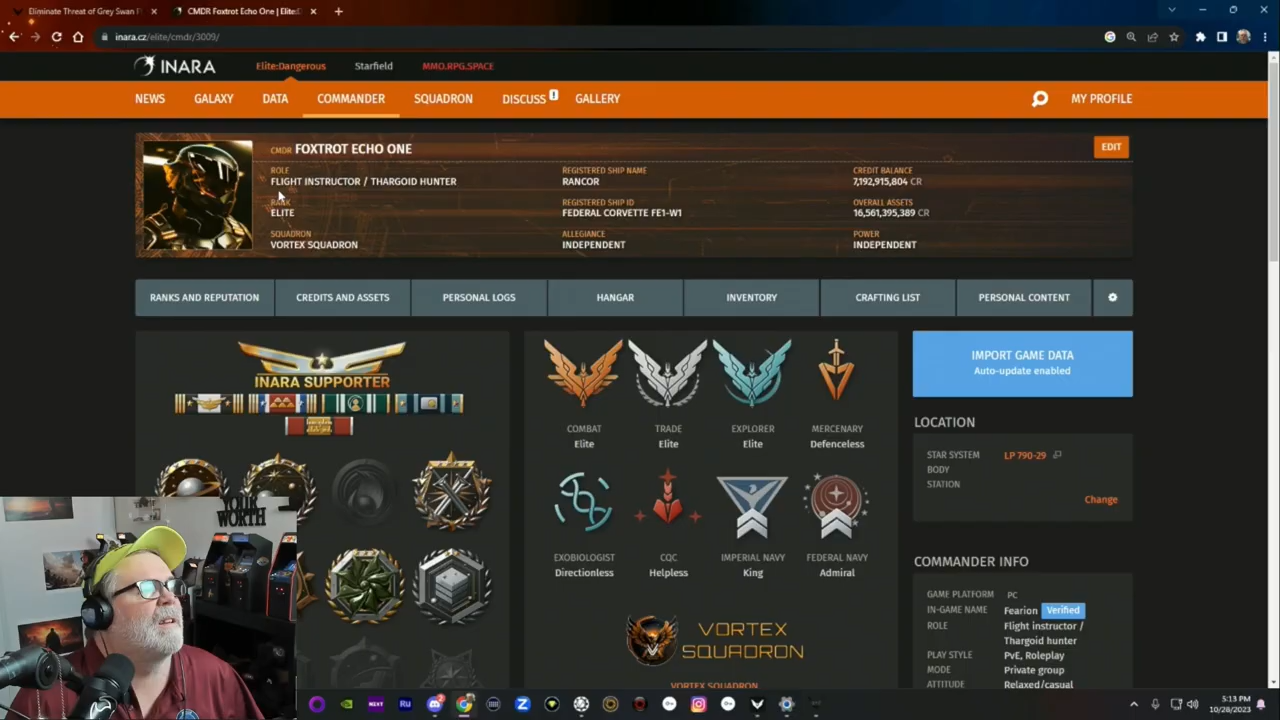 Eliminate Threat of Grey Swan F
CMDR Foxtrot Echo One | Elite:D
inara.cz/elite/cmdr/3009/
INARA
Elite:Dangerous
Starfield
MMO.RPG.SPACE
NEWS
GALAXY
DATA
COMMANDER
SQUADRON
DISCUSS !
GALLERY
MY PROFILE
CMDR FOXTROT ECHO ONE
EDIT
ROLE
FLIGHT INSTRUCTOR / THARGOID HUNTER
REGISTERED SHIP NAME
RANCOR
CREDIT BALANCE
7,192,915,804 CR
RANK
ELITE
REGISTERED SHIP ID
FEDERAL CORVETTE FE1-W1
OVERALL ASSETS
16,561,395,389 CR
SQUADRON
VORTEX SQUADRON
ALLEGIANCE
INDEPENDENT
POWER
INDEPENDENT
RANKS AND REPUTATION
CREDITS AND ASSETS
PERSONAL LOGS
HANGAR
INVENTORY
CRAFTING LIST
PERSONAL CONTENT
INARA SUPPORTER
COMBAT
Elite
TRADE
Elite
EXPLORER
Elite
MERCENARY
Defenceless
EXOBIOLOGIST
Directionless
CQC
Helpless
IMPERIAL NAVY
King
FEDERAL NAVY
Admiral
VORTEX
SQUADRON
VORTEX SQUADRON
IMPORT GAME DATA
Auto-update enabled
LOCATION
STAR SYSTEM LP 790-29
BODY
STATION
Change
COMMANDER INFO
GAME PLATFORM PC
IN-GAME NAME Fearion Verified
ROLE Flight instructor /
Thargoid hunter
PLAY STYLE PvE, Roleplay
MODE Private group
ATTITUDE Relaxed/casual
YOUR
WORTH
5:13 PM
10/28/2023